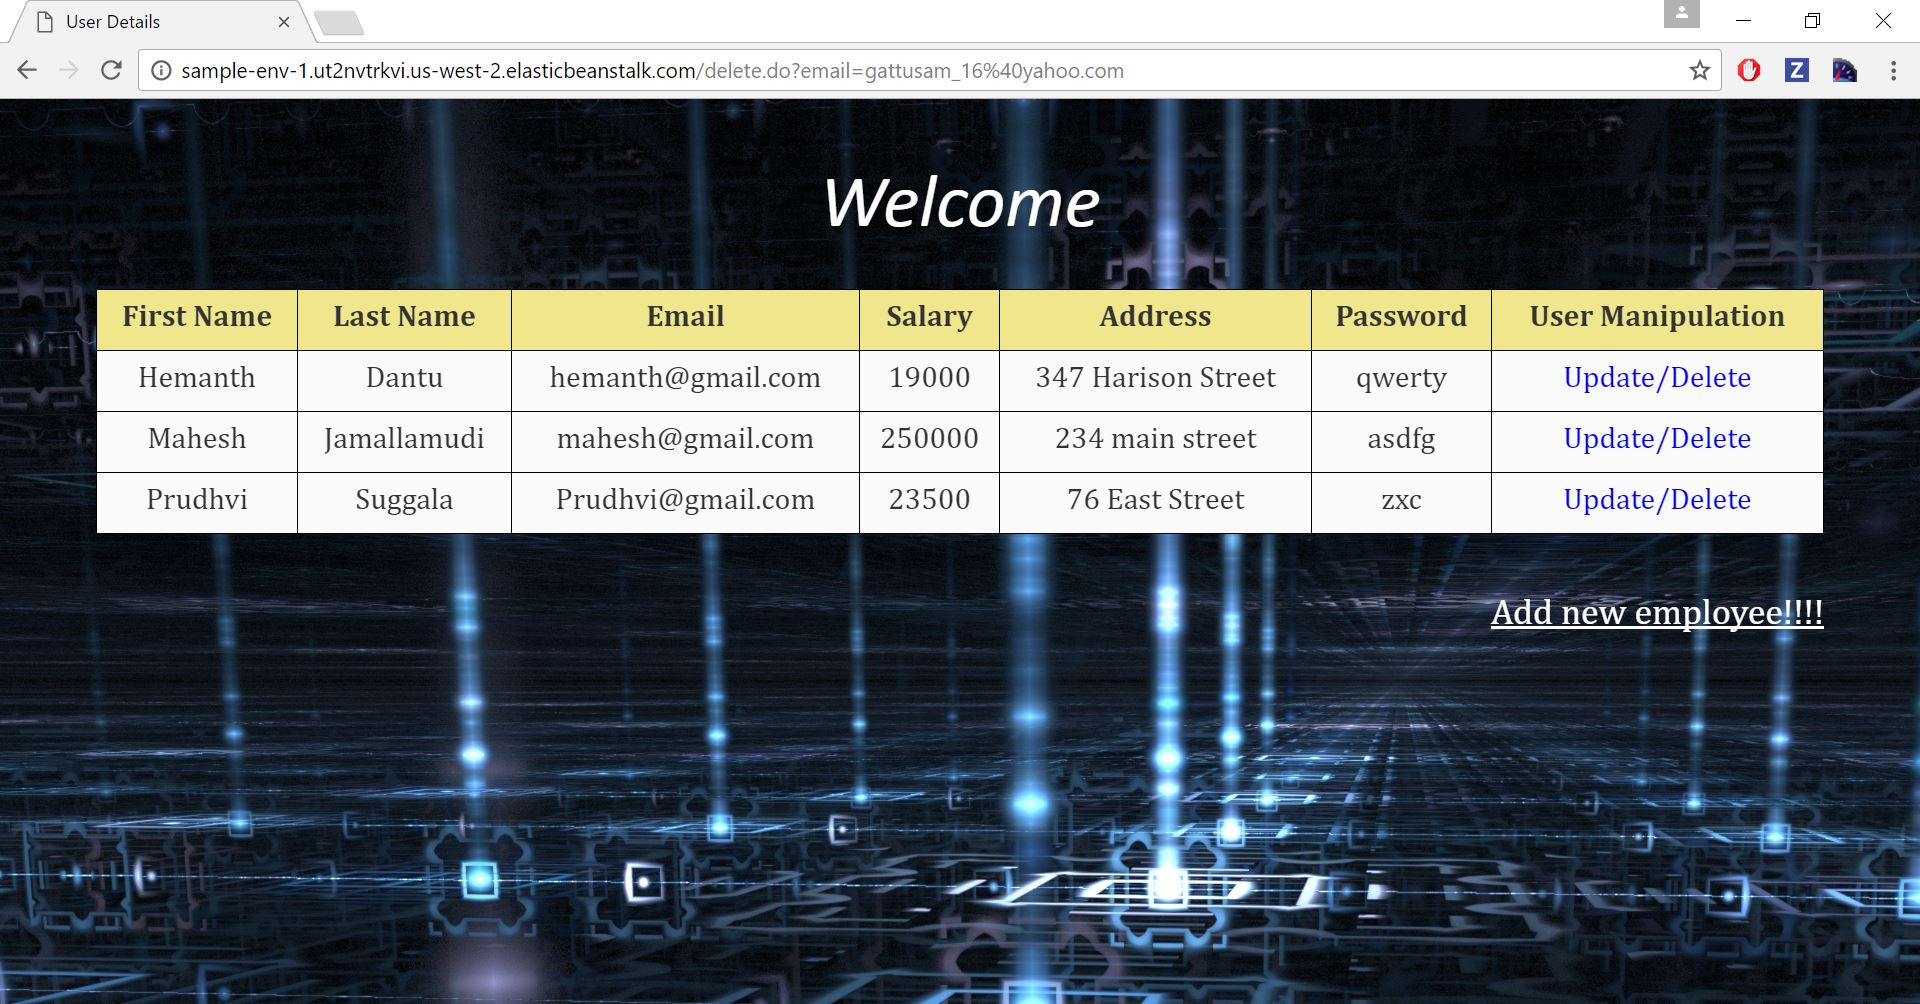 User Details
sample-env-1.ut2nvtrkvi.us-west-2.elasticbeanstalk.com/delete.do?email=gattusam_16%40yahoo.com
Z
Welcome
First Name Last Name Email Salary Address Password User Manipulation
Hemanth Dantu hemanth@gmail.com 19000 347 Harison Street qwerty Update/Delete
Mahesh Jamallamudi mahesh@gmail.com 250000 234 main street asdfg Update/Delete
Prudhvi Suggala Prudhvi@gmail.com 23500 76 East Street zxc Update/Delete
Add new employee!!!!